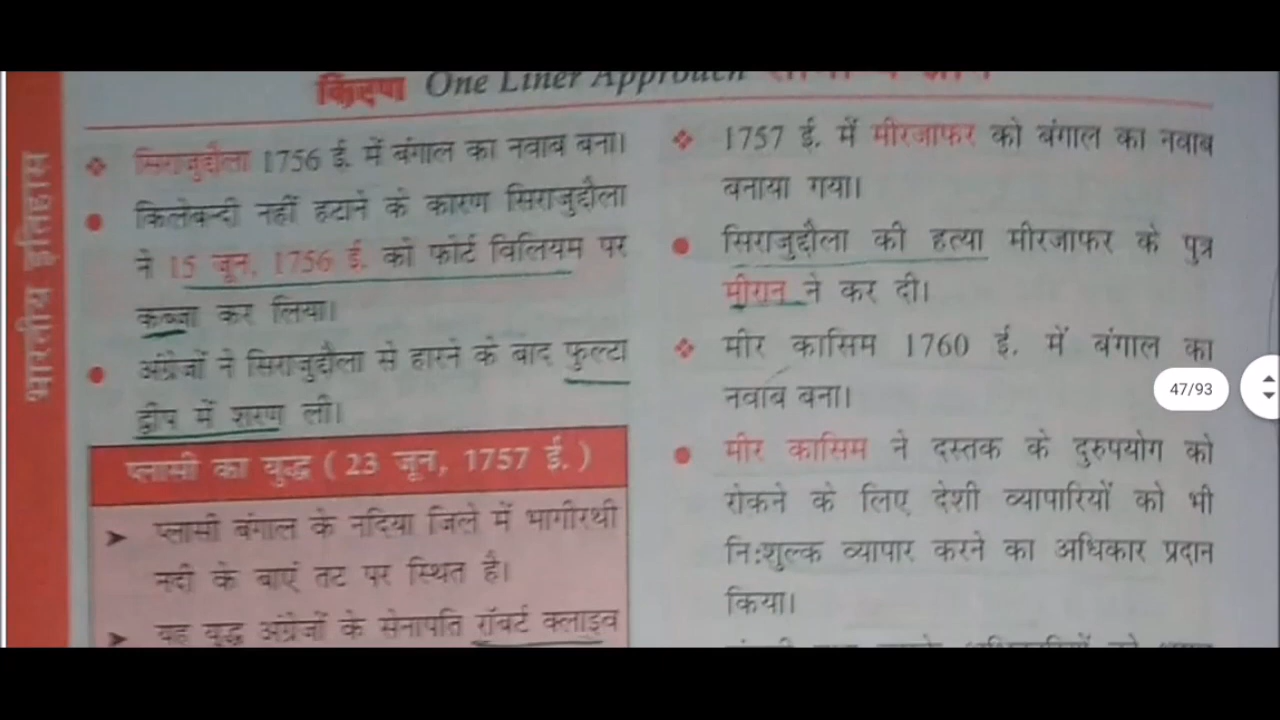 भारतीय इतिहास
किरण One Liner Approach सामान्य ज्ञान
सिराजुद्दौला 1756 ई. में बंगाल का नवाब बना।
किलेबन्दी नहीं हटाने के कारण सिराजुद्दौला
ने 15 जून, 1756 ई. को फोर्ट विलियम पर
कब्जा कर लिया।
अंग्रेजों ने सिराजुद्दौला से हारने के बाद फुल्टा
द्वीप में शरण ली।
प्लासी का युद्ध ( 23 जून, 1757 ई. )
प्लासी बंगाल के नदिया जिले में भागीरथी
नदी के बाएं तट पर स्थित है।
यह युद्ध अंग्रेजों के सेनापति रॉबर्ट क्लाइव
1757 ई. में मीरजाफर को बंगाल का नवाब
बनाया गया।
सिराजुद्दौला की हत्या मीरजाफर के पुत्र
मीरान ने कर दी।
मीर कासिम 1760 ई. में बंगाल का
नवाब बना।
मीर कासिम ने दस्तक के दुरुपयोग को
रोकने के लिए देशी व्यापारियों को भी
नि:शुल्क व्यापार करने का अधिकार प्रदान
किया।
47/93